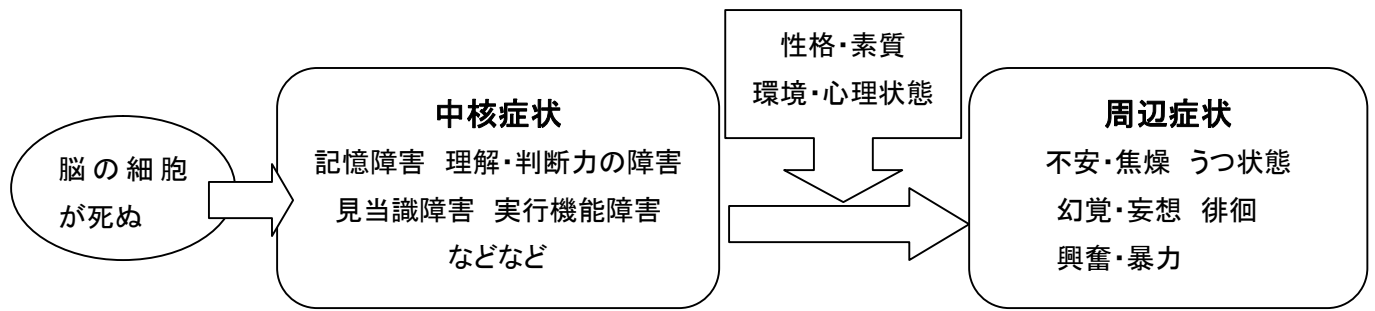 脳の細胞
が死ぬ
中核症状
記憶障害 理解・判断力の障害
見当識障害 実行機能障害
などなど
性格・素質
環境・心理状態
周辺症状
不安・焦燥 うつ状態
幻覚・妄想 徘徊
興奮・暴力